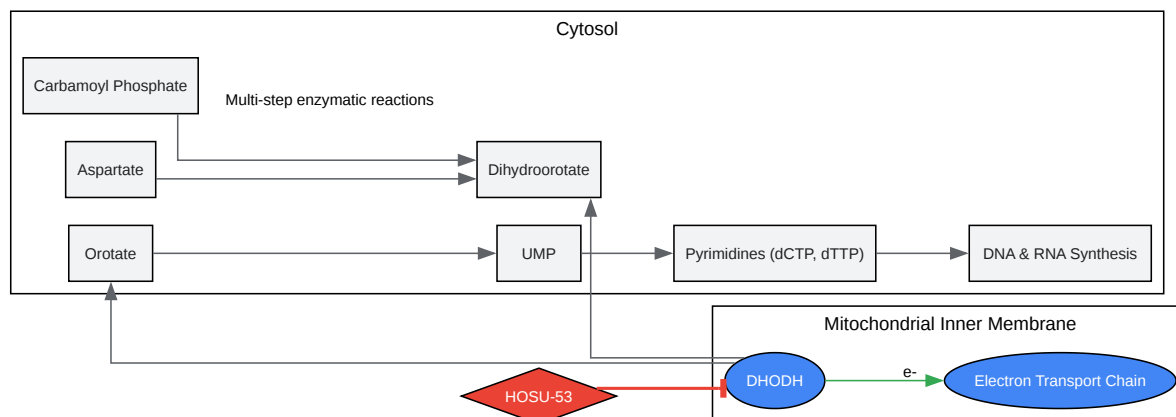 Cytosol
Carbamoyl Phosphate
Multi-step enzymatic reactions
Aspartate
Dihydroorotate
Orotate
UMP
Pyrimidines (dCTP, dTTP)
DNA & RNA Synthesis
Mitochondrial Inner Membrane
DHODH
e-
Electron Transport Chain
HOSU-53